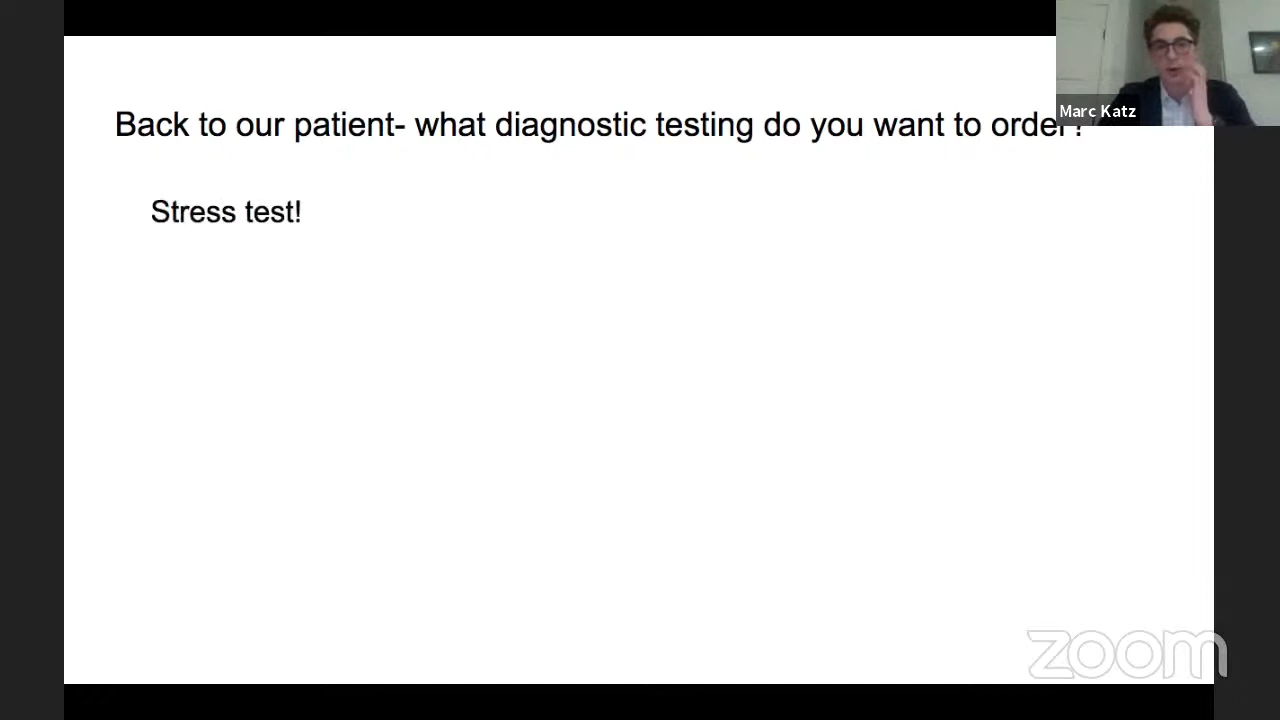 Back to our patient- what diagnostic testing do you want to order?
Stress test!
Marc Katz
zoom